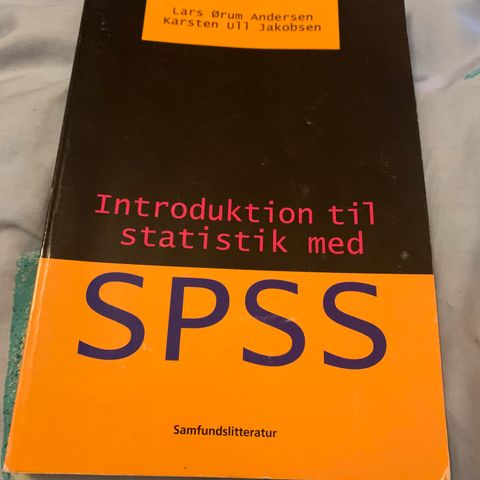 Lars Ørum Andersen
Karsten Ull Jakobsen
Introduktion til
statistik med
SPSS
Samfundslitteratur